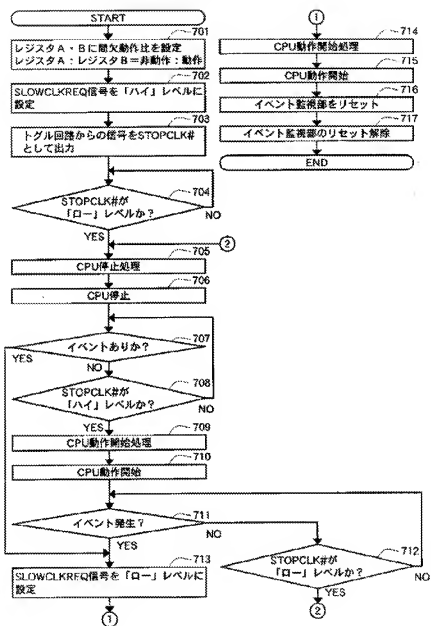 START
701
レジスタA・Bに間欠動作比を設定
レジスタA:レジスタB=非動作:動作
702
SLOWCLKREQ信号を「ハイ」レベルに
設定
703
トグル回路からの信号をSTOPCLK#
として出力
704
STOPCLK#が
「ロー」レベルか?
NO
YES
②
705
CPU停止処理
706
CPU停止
707
イベントありか?
YES
NO
708
STOPCLK#が
「ハイ」レベルか?
NO
YES
709
CPU動作開始処理
710
CPU動作開始
711
イベント発生?
NO
YES
712
STOPCLK#が
「ロー」レベルか?
NO
YES
②
713
SLOWCLKREQ信号を「ロー」レベルに
設定
①
①
714
CPU動作開始処理
715
CPU動作開始
716
イベント監視部をリセット
717
イベント監視部のリセット解除
END